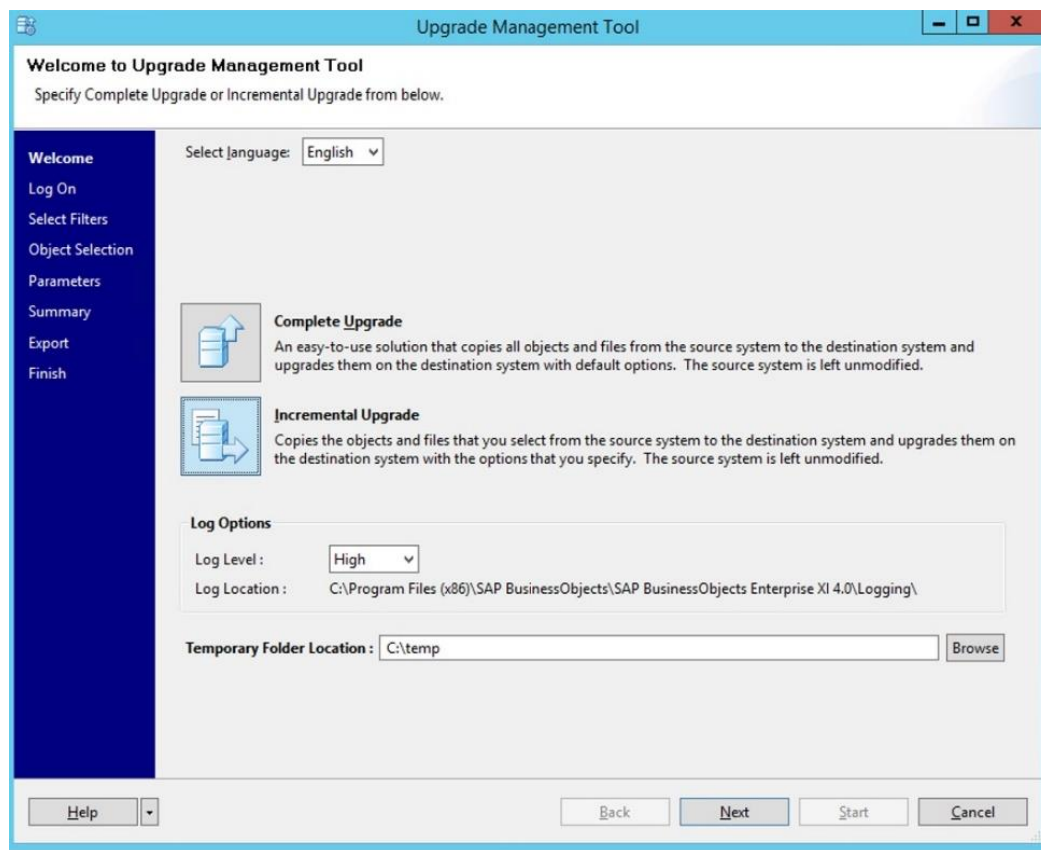 Upgrade Management Tool
Welcome to Upgrade Management Tool
Specify Complete Upgrade or Incremental Upgrade from below.
Welcome
Log On
Select Filters
Object Selection
Parameters
Summary
Export
Finish
Select language: English
Complete Upgrade
An easy-to-use solution that copies all objects and files from the source system to the destination system and
upgrades them on the destination system with default options. The source system is left unmodified.
Incremental Upgrade
Copies the objects and files that you select from the source system to the destination system and upgrades them on
the destination system with the options that you specify. The source system is left unmodified.
Log Options
Log Level : High
Log Location : C:\Program Files (x86)\SAP BusinessObjects\SAP BusinessObjects Enterprise XI 4.0\Logging\
Temporary Folder Location : C:\temp Browse
Help Back Next Start Cancel